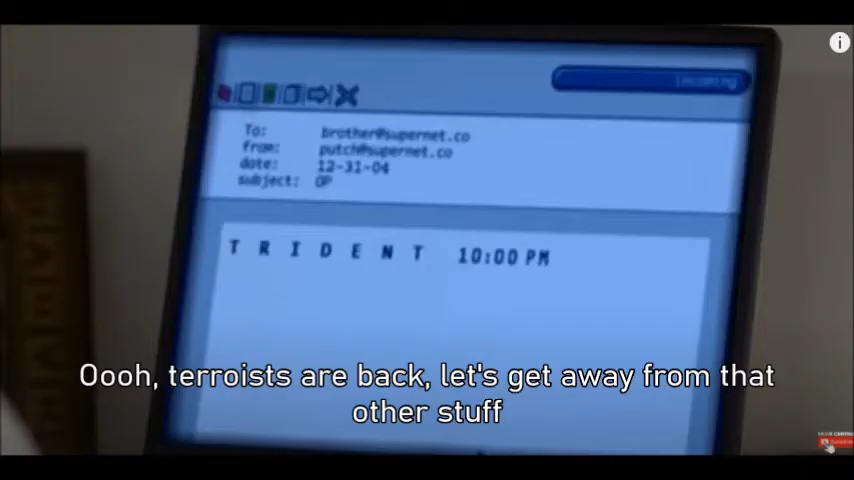 incoming
To: brother@supernet.co
from: putch@supernet.co
date: 12-31-04
subject: OP
TRIDENT 10:00 PM
Oooh, terroists are back, let's get away from that
other stuff